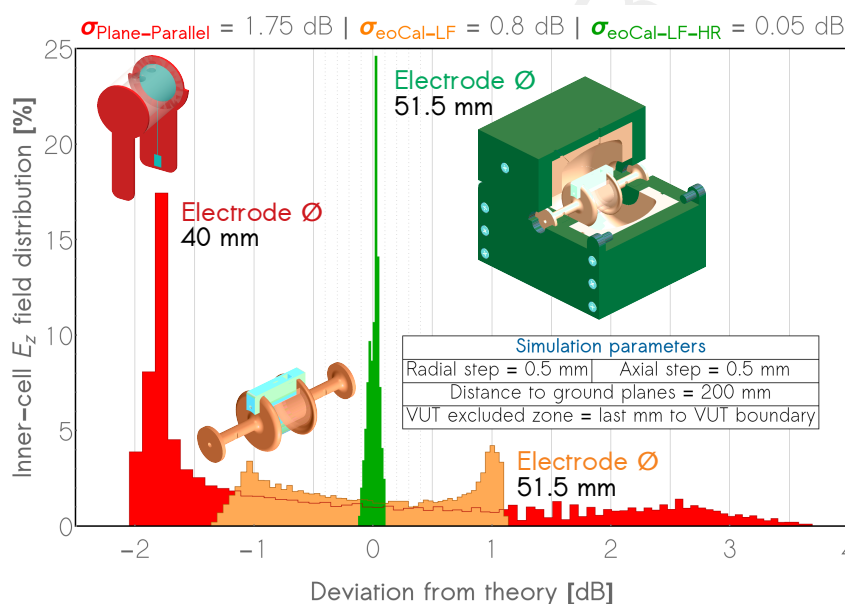 σPlane–Parallel = 1.75 dB | σeoCal–LF = 0.8 dB | σeoCal–LF–HR = 0.05 dB
25
20
15
10
5
0
Inner–cell Ez field distribution [%]
Electrode Ø
51.5 mm
Electrode Ø
40 mm
Simulation parameters
Radial step = 0.5 mm Axial step = 0.5 mm
Distance to ground planes = 200 mm
VUT excluded zone = last mm to VUT boundary
Electrode Ø
51.5 mm
−2 −1 0 1 2 3 4
Deviation from theory [dB]